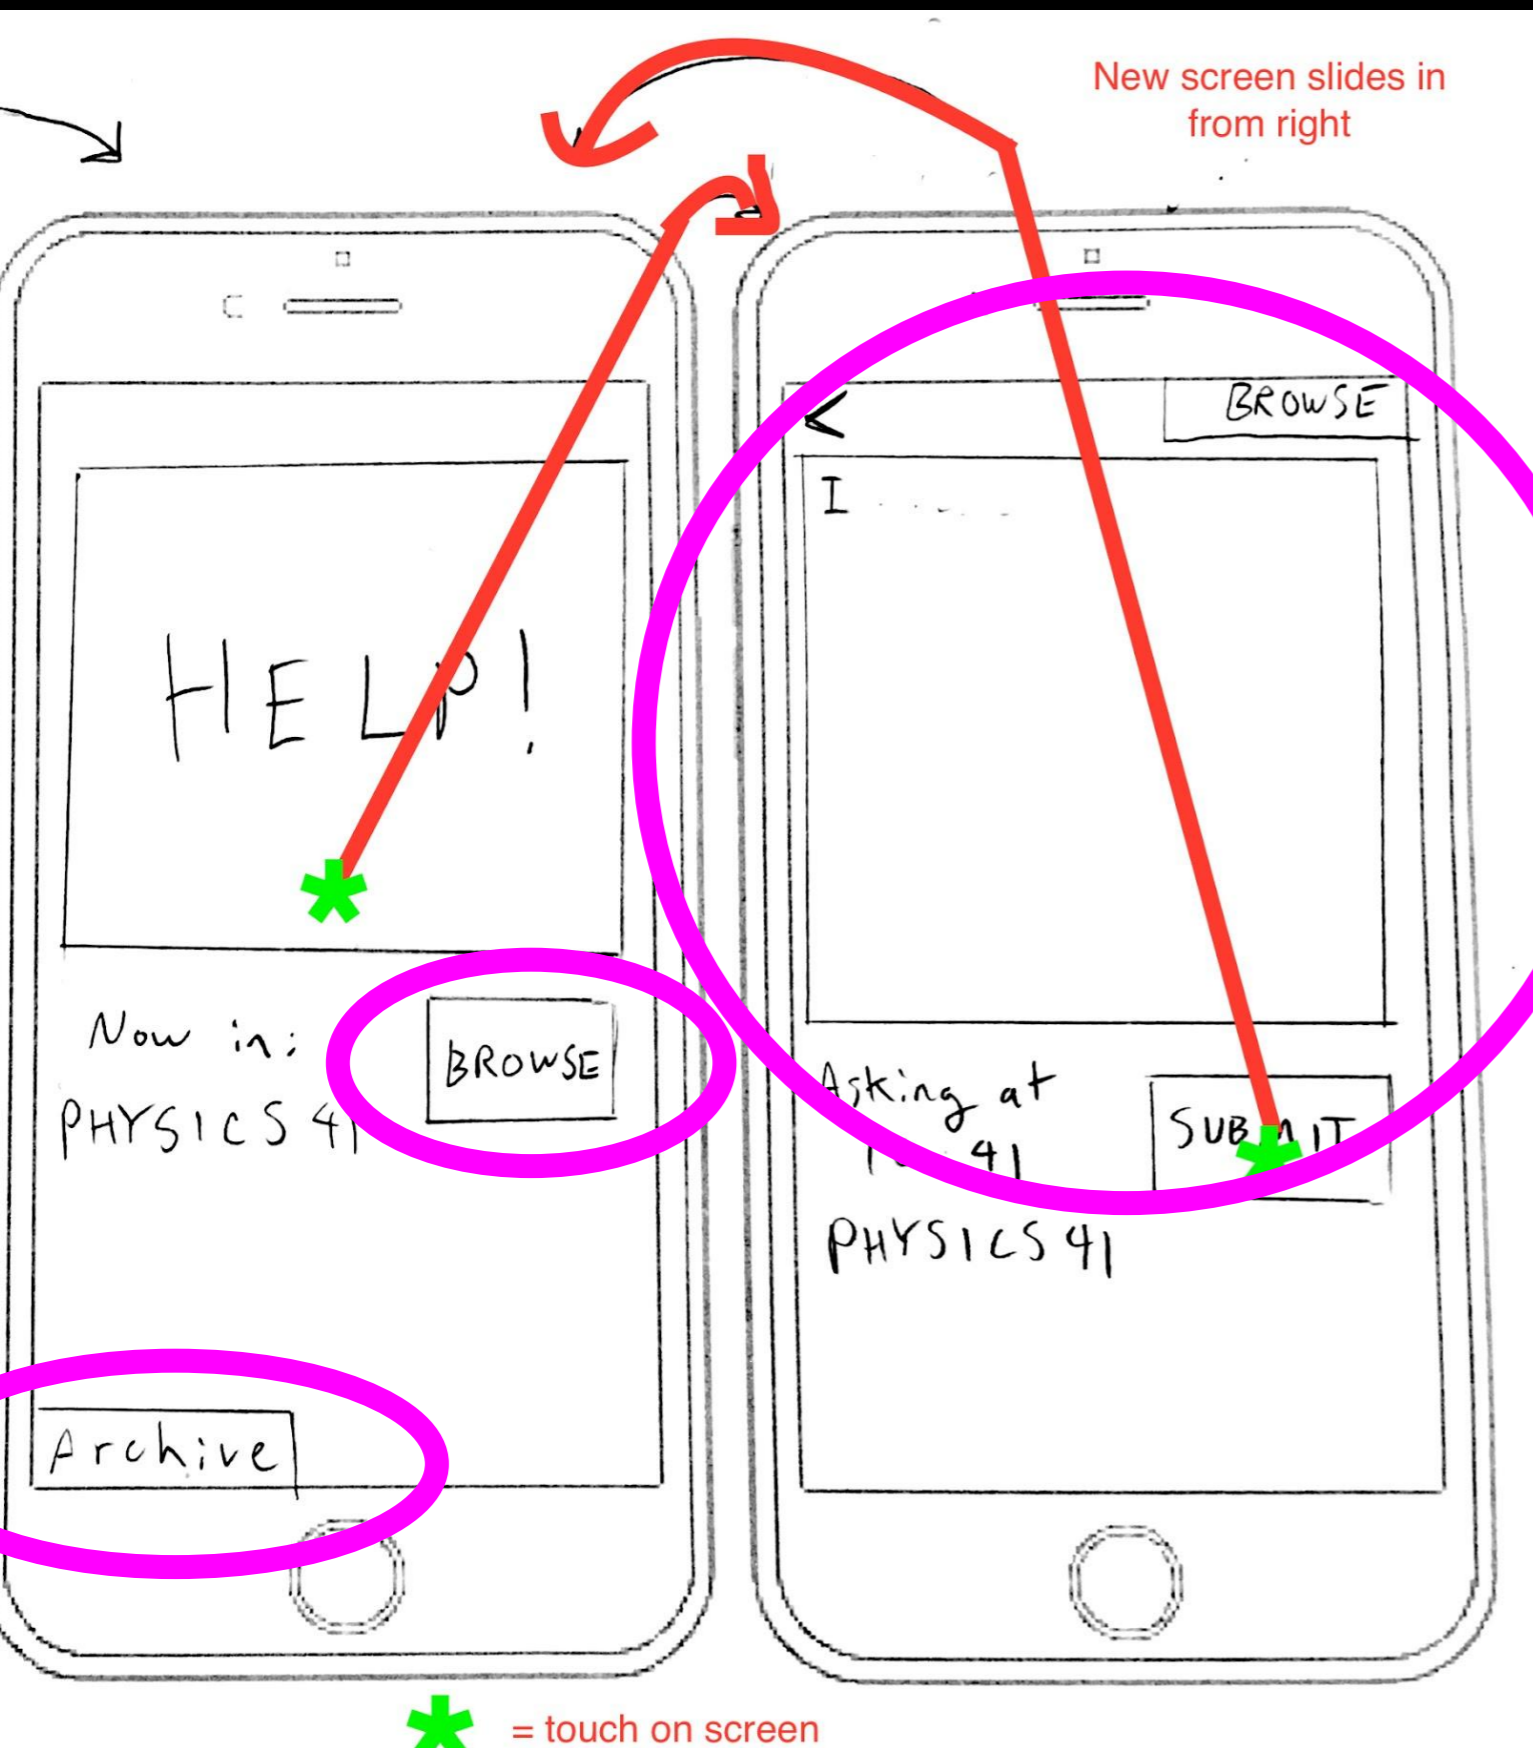 New screen slides in
from right
HELP!
Now in:
BROWSE
PHYSICS 41
Archive
<
BROWSE
I
Asking at
41
SUBMIT
PHYSICS 41
* = touch on screen